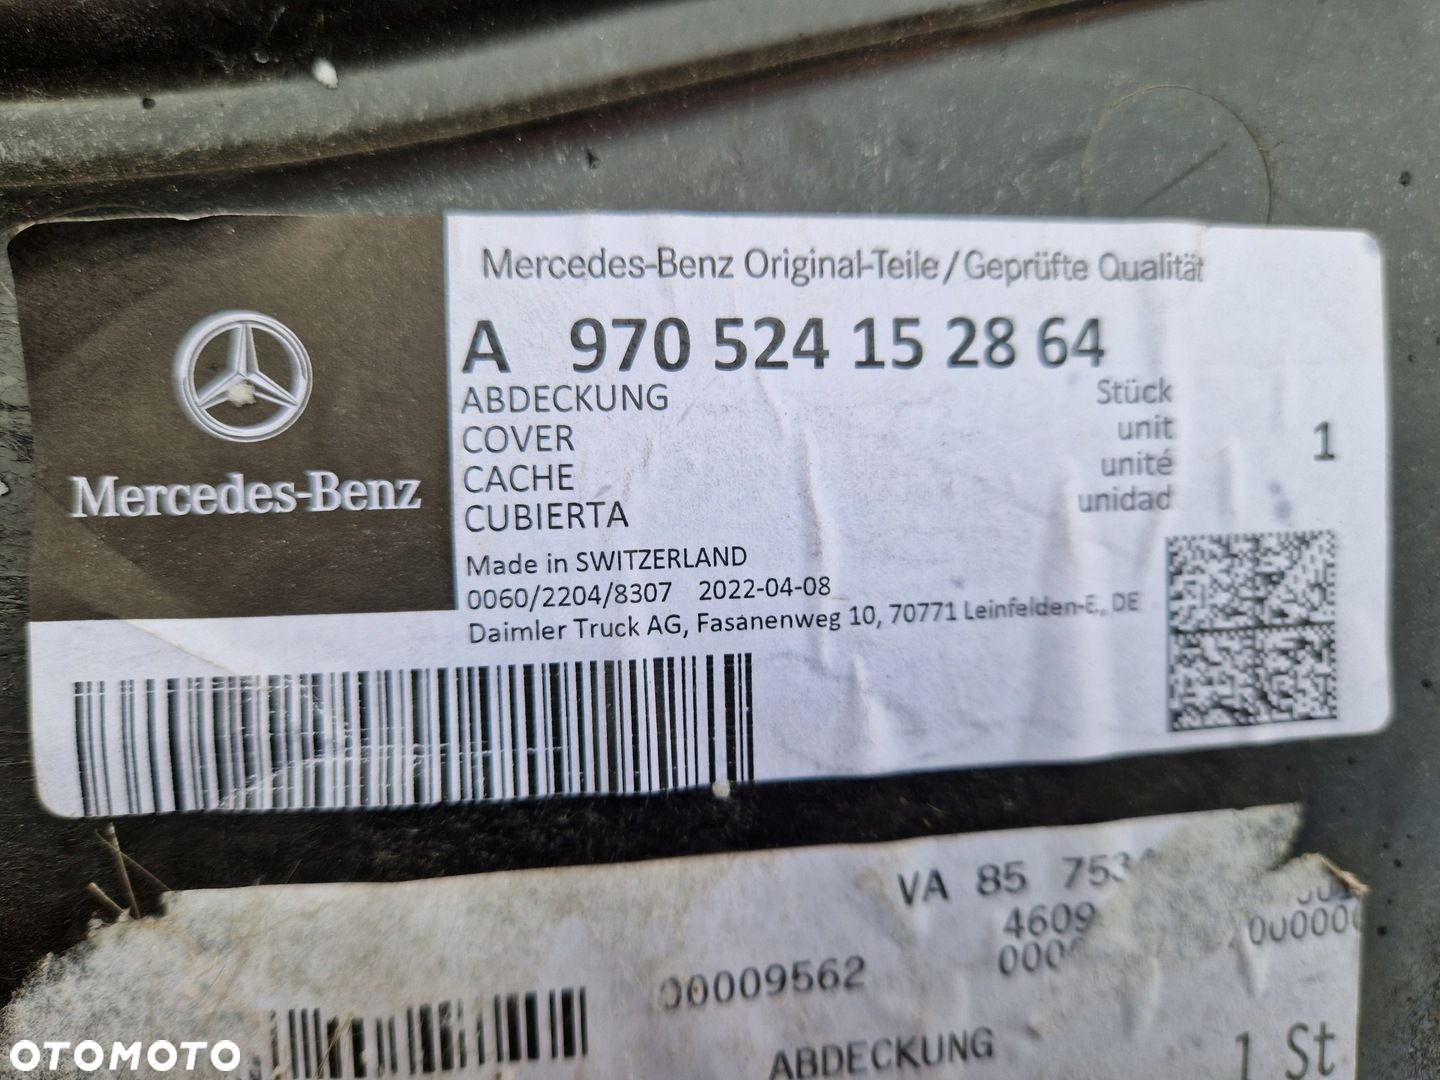 Mercedes-Benz Original-Teile/Geprüfte Qualität
A 970 524 15 28 64
ABDECKUNG
COVER
CACHE
CUBIERTA
Stück
unit
unité
unidad
1
Mercedes-Benz
Made in SWITZERLAND
0060/2204/8307 2022-04-08
Daimler Truck AG, Fasanenweg 10, 70771 Leinfelden-E., DE
VA 85
4609
00009562
ABDECKUNG
1 St
OTOMOTO